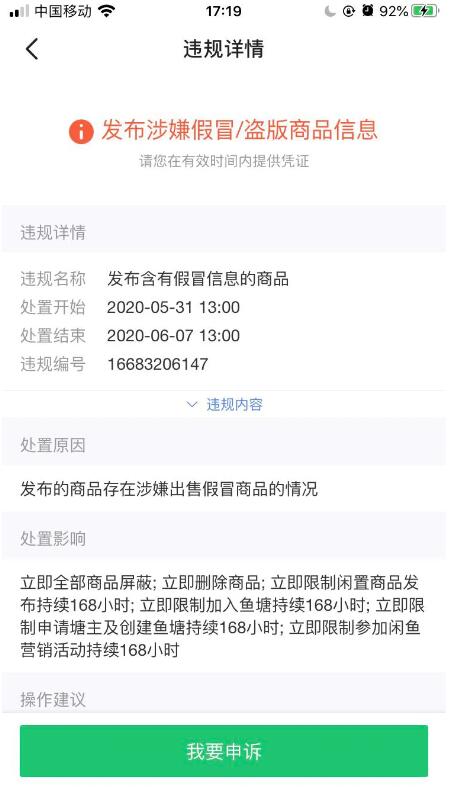 中国移动 17:19 92%
违规详情
发布涉嫌假冒/盗版商品信息
请您在有效时间内提供凭证
违规详情
违规名称 发布含有假冒信息的商品
处置开始 2020-05-31 13:00
处置结束 2020-06-07 13:00
违规编号 16683206147
违规内容
处置原因
发布的商品存在涉嫌出售假冒商品的情况
处置影响
立即全部商品屏蔽; 立即删除商品; 立即限制闲置商品发
布持续168小时; 立即限制加入鱼塘持续168小时; 立即限
制申请塘主及创建鱼塘持续168小时; 立即限制参加闲鱼
营销活动持续168小时
操作建议
我要申诉